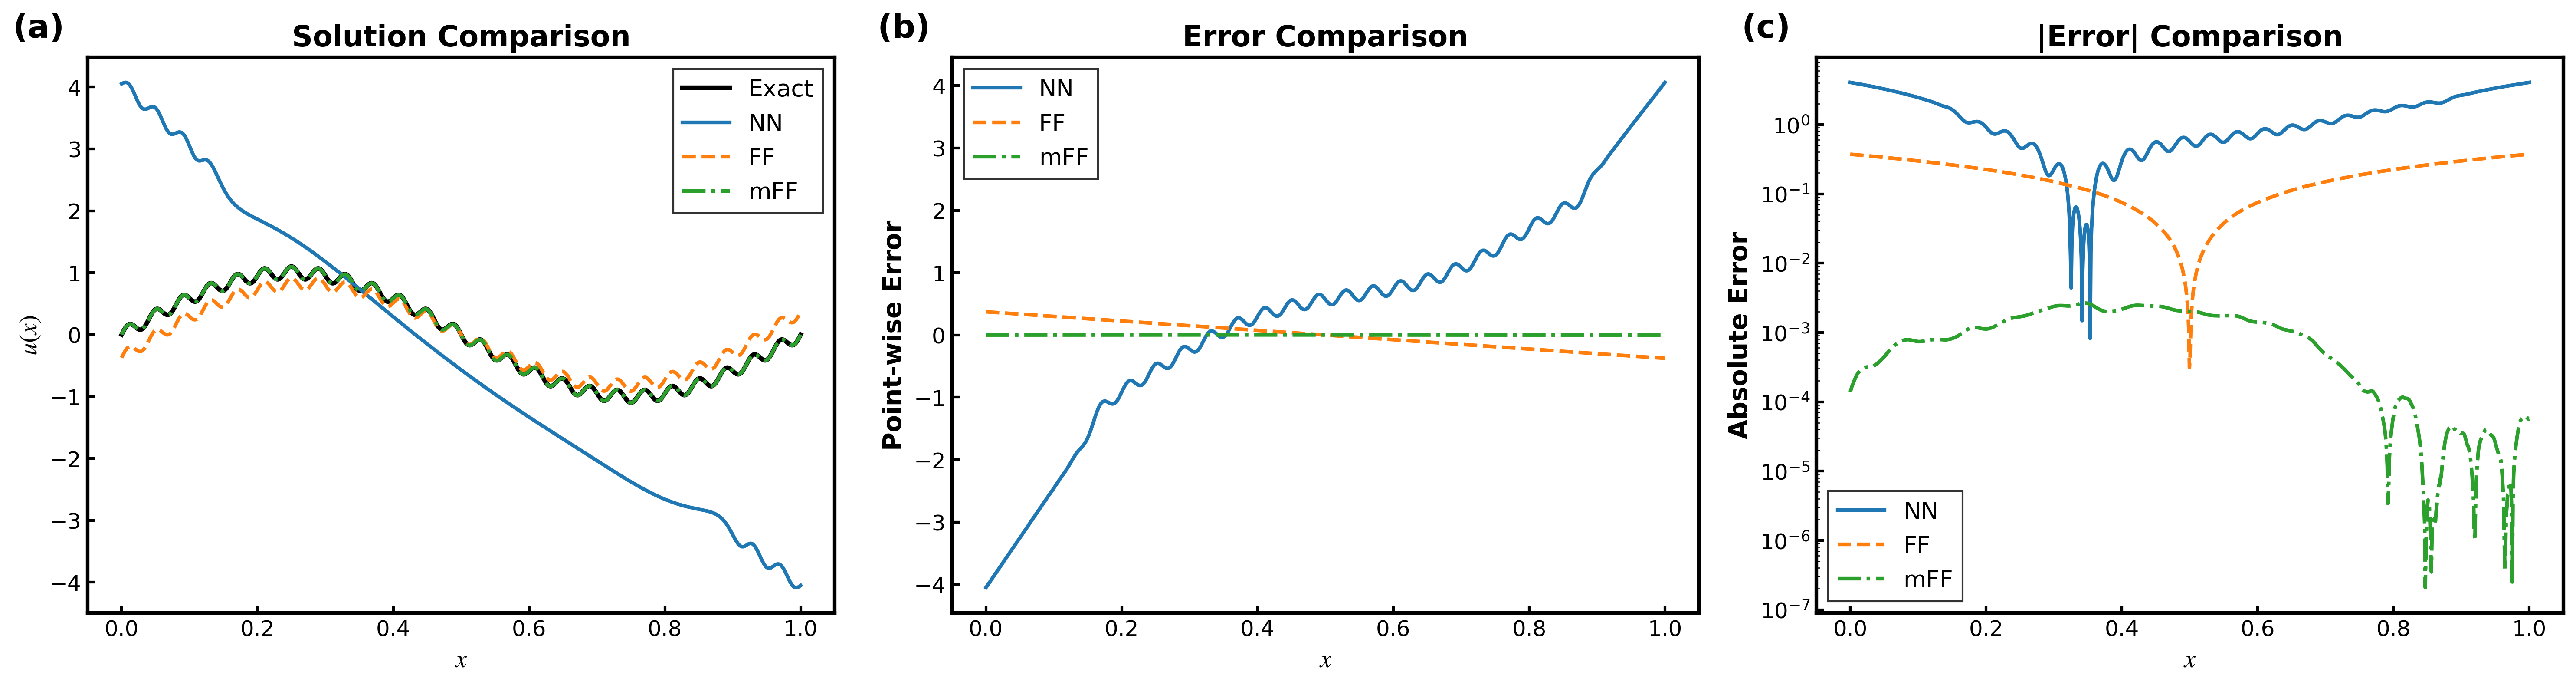 (a)
Solution Comparison
Exact
NN
FF
mFF
4
3
2
1
0
−1
−2
−3
−4
u(x)
0.0 0.2 0.4 0.6 0.8 1.0
x
(b)
Error Comparison
NN
FF
mFF
4
3
2
1
0
−1
−2
−3
−4
Point-wise Error
0.0 0.2 0.4 0.6 0.8 1.0
x
(c)
|Error| Comparison
10⁰
10⁻¹
10⁻²
10⁻³
10⁻⁴
10⁻⁵
10⁻⁶
10⁻⁷
Absolute Error
NN
FF
mFF
0.0 0.2 0.4 0.6 0.8 1.0
x